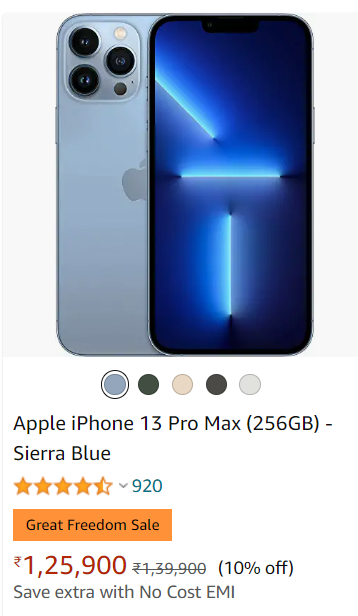 Apple iPhone 13 Pro Max (256GB) -
Sierra Blue
920
Great Freedom Sale
₹1,25,900 ₹1,39,900 (10% off)
Save extra with No Cost EMI